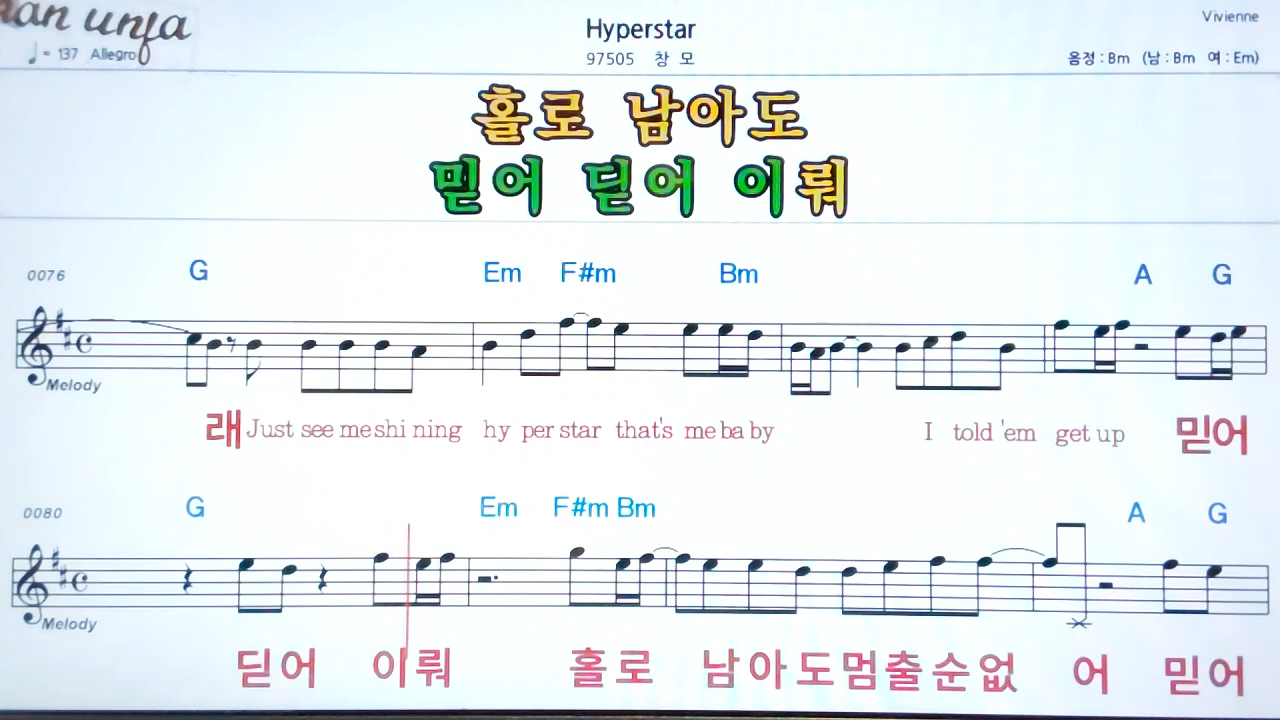 Hyperstar
Vivienne
♩= 137 Allegro
97505 창 모
음정 : Bm (남 : Bm 여 : Em)
홀로 남아도
믿어 딛어 이뤄
0076 G Em F#m Bm A G
Melody
래 Just see me shi ning hy per star that's me ba by I told 'em get up 믿어
0080 G Em F#m Bm A G
Melody
딛어 이뤄 홀로 남아도멈출순없 어 믿어